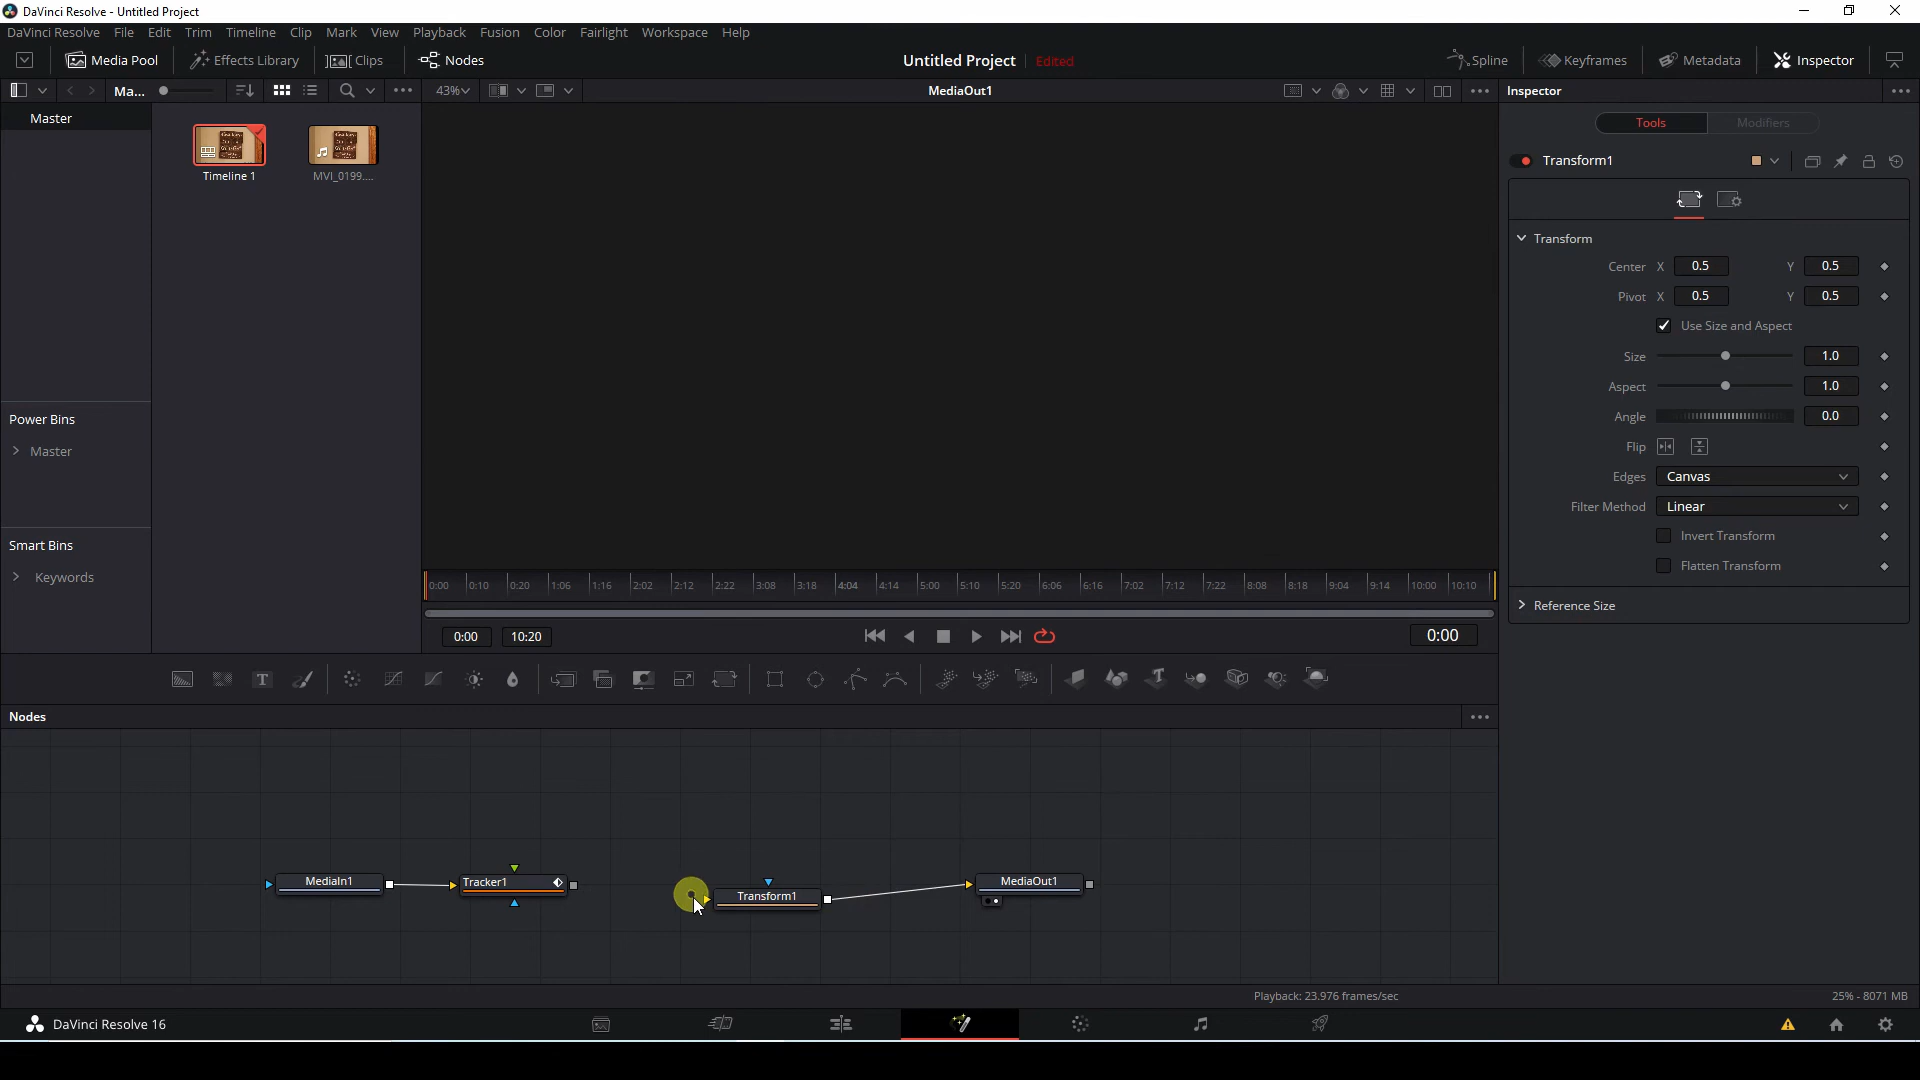 DaVinci Resolve - Untitled Project
DaVinci Resolve File Edit Trim Timeline Clip Mark View Playback Fusion Color Fairlight Workspace Help
Media Pool Effects Library Clips Nodes Untitled Project Edited Spline Keyframes Metadata Inspector
Ma... 43% MediaOut1 Inspector
Master
Timeline 1 MVI_0199....
Power Bins
Master
Smart Bins
Keywords
Tools Modifiers
Transform1
Transform
Center X 0.5 Y 0.5
Pivot X 0.5 Y 0.5
Use Size and Aspect
Size 1.0
Aspect 1.0
Angle 0.0
Flip
Edges Canvas
Filter Method Linear
Invert Transform
Flatten Transform
Reference Size
0:00 0:10 0:20 1:06 1:16 2:02 2:12 2:22 3:08 3:18 4:04 4:14 5:00 5:10 5:20 6:06 6:16 7:02 7:12 7:22 8:08 8:18 9:04 9:14 10:00 10:10
0:00 10:20 0:00
Nodes
MediaIn1 Tracker1 Transform1 MediaOut1
Playback: 23.976 frames/sec 25% - 8071 MB
DaVinci Resolve 16